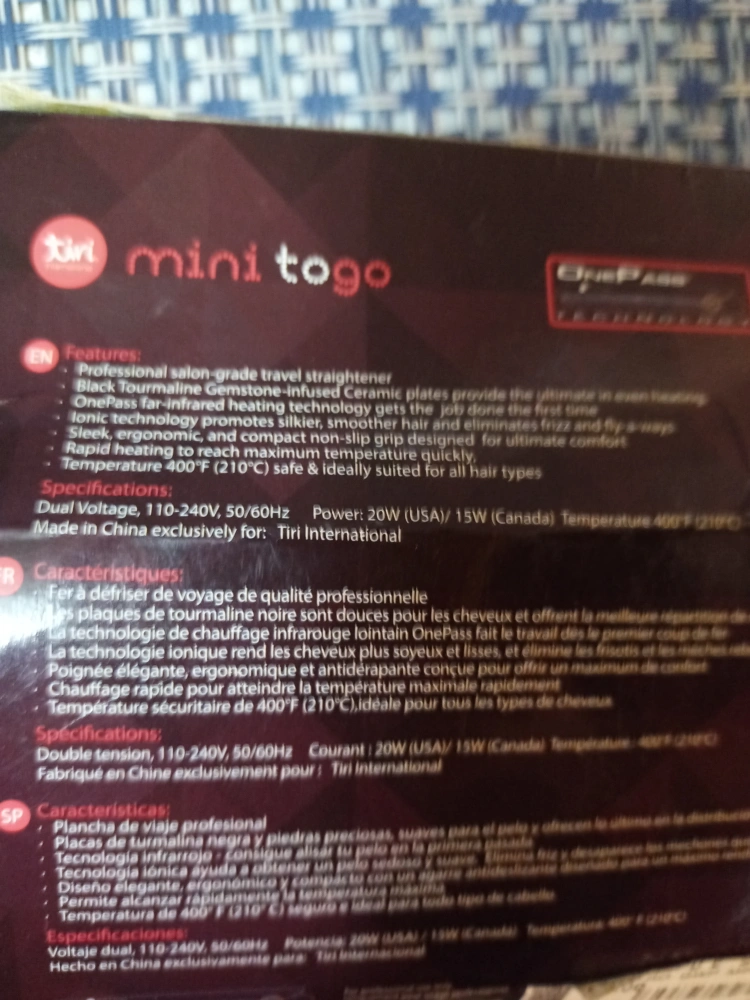 tiri mini togo
OnePass
TECHNOLOGY
EN Features:
· Professional salon-grade travel straightener
· Black Tourmaline Gemstone-infused Ceramic plates provide the ultimate in even heating
· OnePass far-infrared heating technology gets the job done the first time
· Ionic technology promotes silkier, smoother hair and eliminates frizz and fly-a-ways
· Sleek, ergonomic, and compact non-slip grip designed for ultimate comfort
· Rapid heating to reach maximum temperature quickly,
· Temperature 400°F (210°C) safe & ideally suited for all hair types
Specifications:
Dual Voltage, 110-240V, 50/60Hz Power: 20W (USA)/ 15W (Canada) Temperature 400°F (210°C)
Made in China exclusively for: Tiri International
FR Caractéristiques:
· Fer à défriser de voyage de qualité professionnelle
· Les plaques de tourmaline noire sont douces pour les cheveux et offrent la meilleure
· La technologie de chauffage infrarouge lointain OnePass fait le travail dès le premier
· La technologie ionique rend les cheveux plus soyeux et lisses, et élimine les
· Poignée élégante, ergonomique et antidérapante conçue pour offrir un maximum de confort
· Chauffage rapide pour atteindre la température maximale rapidement
· Température sécuritaire de 400°F (210°C),idéale pour tous les types de cheveux
Spécifications:
Double tension, 110-240V, 50/60Hz Courant : 20W (USA)/ 15W (Canada) Température 400°F (210°C)
Fabriqué en Chine exclusivement pour : Tiri International
SP Características:
· Plancha de viaje profesional
· Placas de turmalina negra y piedras preciosas, suaves para el pelo y ofrecen lo último en
· Tecnología infrarrojo - consigue alisar tu pelo en la primera
· Tecnología Iónica ayuda a obtener un pelo sedoso y suave.
· Diseño elegante, ergonómico y compacto con un
· Permite alcanzar rápidamente la temperatura máxima
· Temperatura de 400° F (210° C) seguro e ideal para todo tipo de cabello
Especificaciones:
Voltaje dual, 110-240V, 50/60Hz Potencia: 20W (USA) / 15W (Canada) Temperatura 400° F (210°C)
Hecho en China exclusivamente para: Tiri International